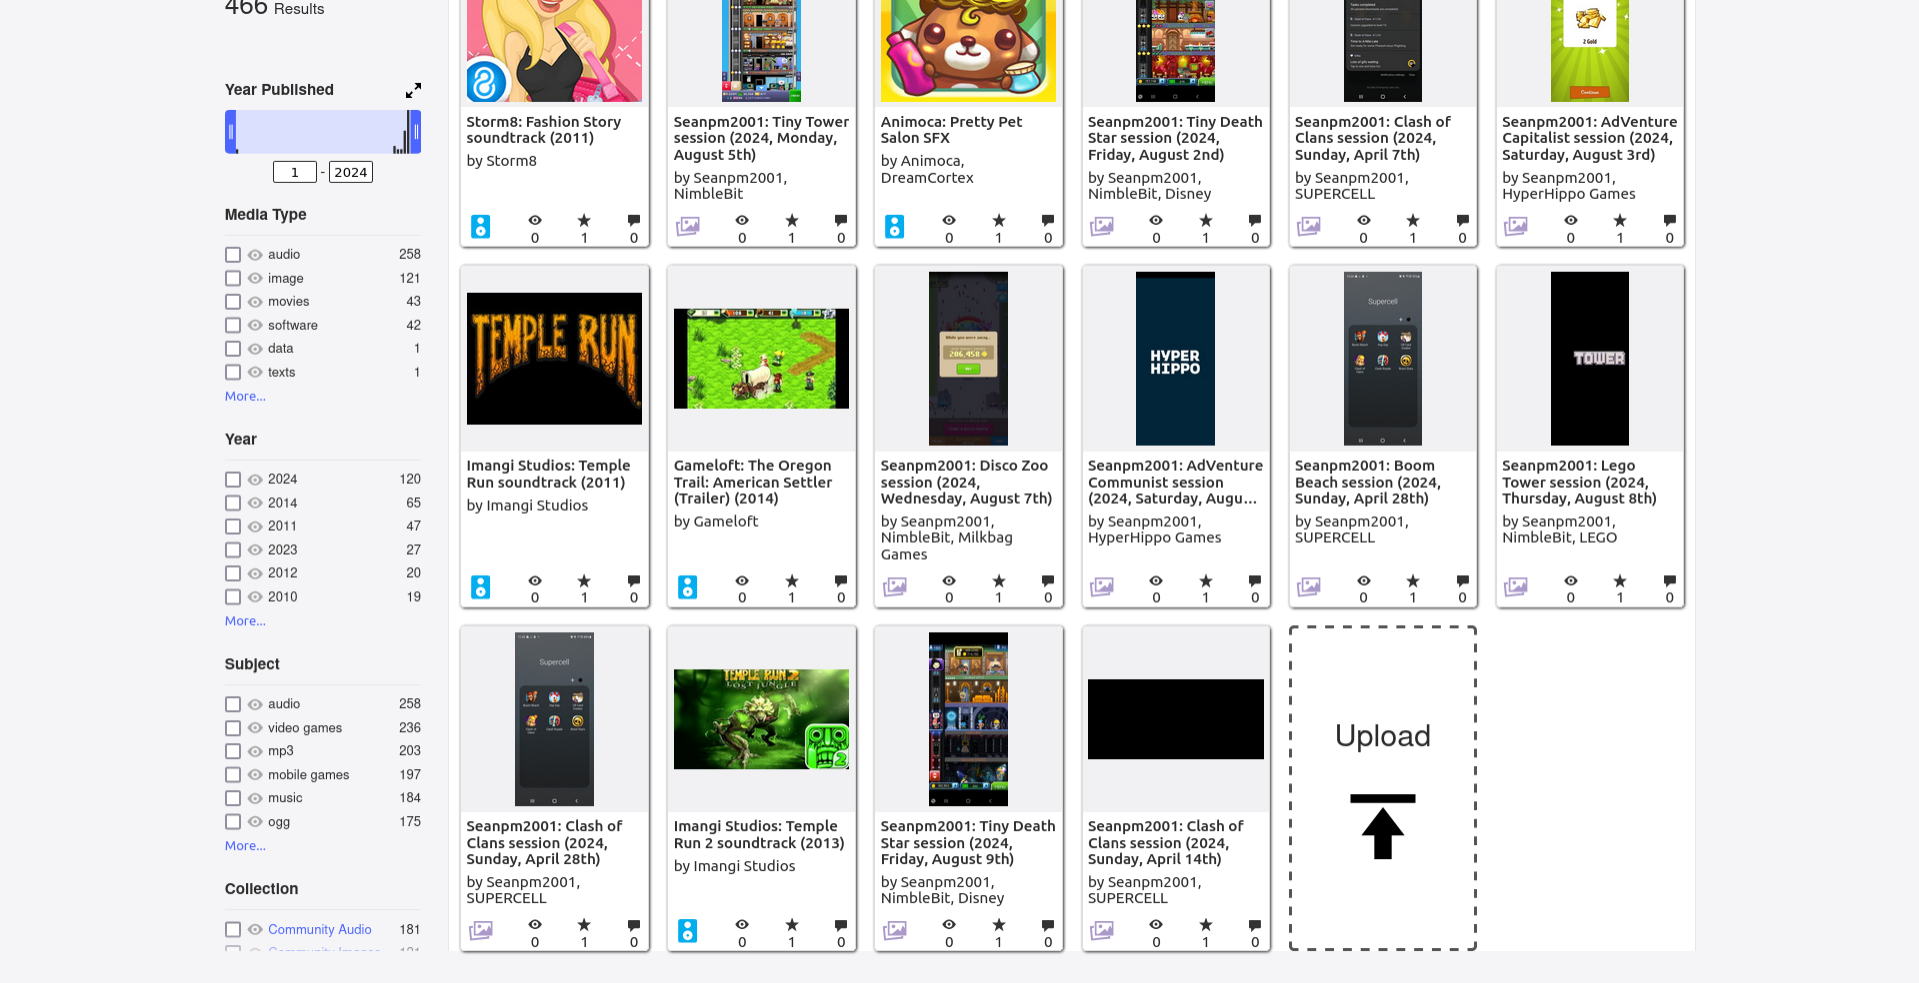 466 Results
Year Published
1 - 2024
Media Type
audio 258
image 121
movies 43
software 42
data 1
texts 1
More...
Year
2024 120
2014 65
2011 47
2023 27
2012 20
2010 19
More...
Subject
audio 258
video games 236
mp3 203
mobile games 197
music 184
ogg 175
More...
Collection
Community Audio 181
Storm8: Fashion Story
soundtrack (2011)
by Storm8
0 1 0
Seanpm2001: Tiny Tower
session (2024, Monday,
August 5th)
by Seanpm2001,
NimbleBit
0 1 0
Animoca: Pretty Pet
Salon SFX
by Animoca,
DreamCortex
0 1 0
Seanpm2001: Tiny Death
Star session (2024,
Friday, August 2nd)
by Seanpm2001,
NimbleBit, Disney
0 1 0
Seanpm2001: Clash of
Clans session (2024,
Sunday, April 7th)
by Seanpm2001,
SUPERCELL
0 1 0
2 Gold
Continue
Seanpm2001: AdVenture
Capitalist session (2024,
Saturday, August 3rd)
by Seanpm2001,
HyperHippo Games
0 1 0
TEMPLE RUN
Imangi Studios: Temple
Run soundtrack (2011)
by Imangi Studios
0 1 0
Gameloft: The Oregon
Trail: American Settler
(Trailer) (2014)
by Gameloft
0 1 0
While you were away...
206,458
Seanpm2001: Disco Zoo
session (2024,
Wednesday, August 7th)
by Seanpm2001,
NimbleBit, Milkbag
Games
0 1 0
HYPER
HIPPO
Seanpm2001: AdVenture
Communist session
(2024, Saturday, Augu...
by Seanpm2001,
HyperHippo Games
0 1 0
Supercell
Seanpm2001: Boom
Beach session (2024,
Sunday, April 28th)
by Seanpm2001,
SUPERCELL
0 1 0
TOWER
Seanpm2001: Lego
Tower session (2024,
Thursday, August 8th)
by Seanpm2001,
NimbleBit, LEGO
0 1 0
Supercell
Seanpm2001: Clash of
Clans session (2024,
Sunday, April 28th)
by Seanpm2001,
SUPERCELL
0 1 0
TEMPLE RUN 2
LOST JUNGLE
2
Imangi Studios: Temple
Run 2 soundtrack (2013)
by Imangi Studios
0 1 0
Seanpm2001: Tiny Death
Star session (2024,
Friday, August 9th)
by Seanpm2001,
NimbleBit, Disney
0 1 0
Seanpm2001: Clash of
Clans session (2024,
Sunday, April 14th)
by Seanpm2001,
SUPERCELL
0 1 0
Upload